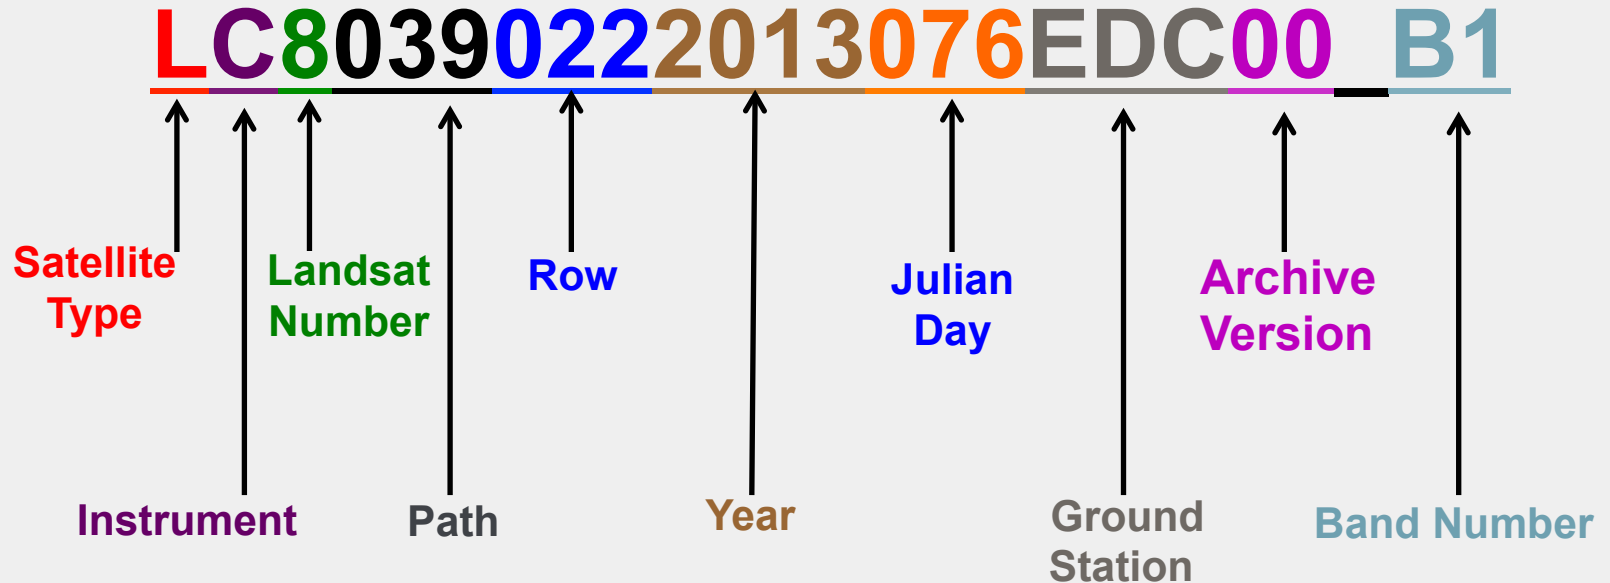 LC80390222013076EDC00_B1
Satellite
Type
Landsat
Number
Row
Julian
Day
Archive
Version
Instrument
Path
Year
Ground
Station
Band Number